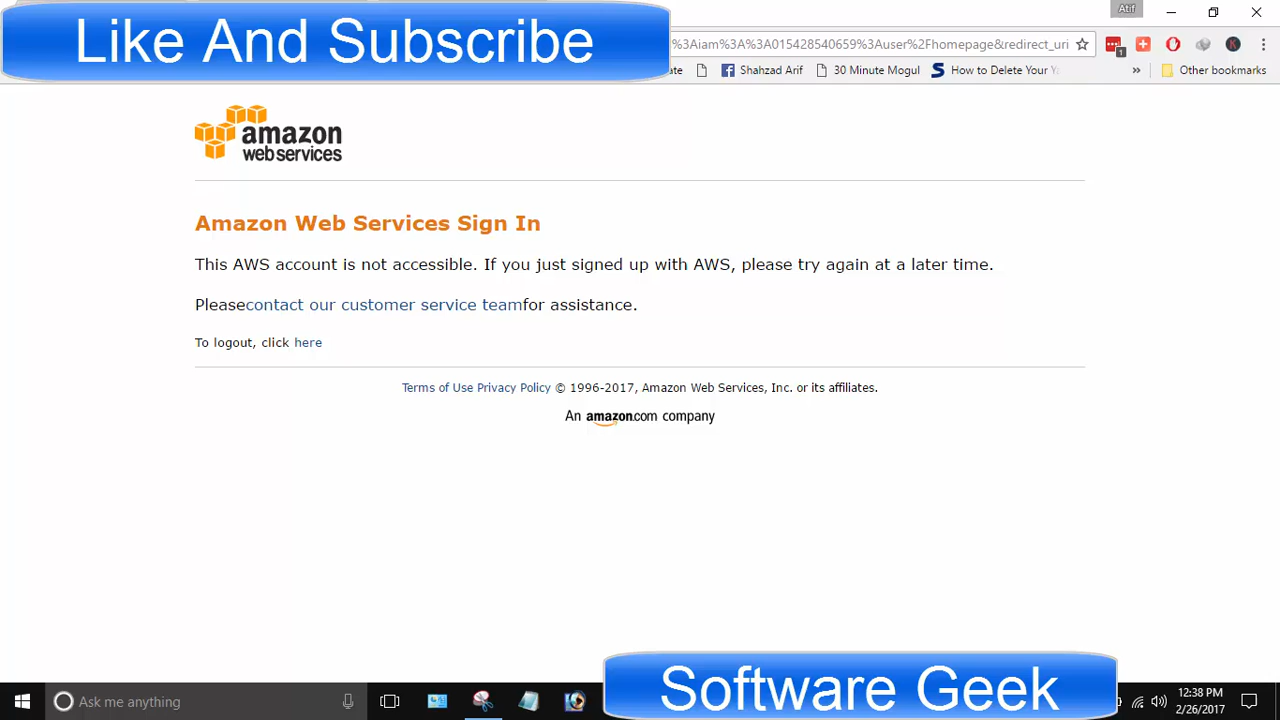 Like And Subscribe
Atif
%3Aiam%3A%3A015428540659%3Auser%2Fhomepage&redirect_uri
1
K
Shahzad Arif
30 Minute Mogul
S
How to Delete Your
»
Other bookmarks
amazon
web services
Amazon Web Services Sign In
This AWS account is not accessible. If you just signed up with AWS, please try again at a later time.
Pleasecontact our customer service teamfor assistance.
To logout, click here
Terms of Use Privacy Policy © 1996-2017, Amazon Web Services, Inc. or its affiliates.
An amazon.com company
Ask me anything
Software Geek
12:38 PM
2/26/2017